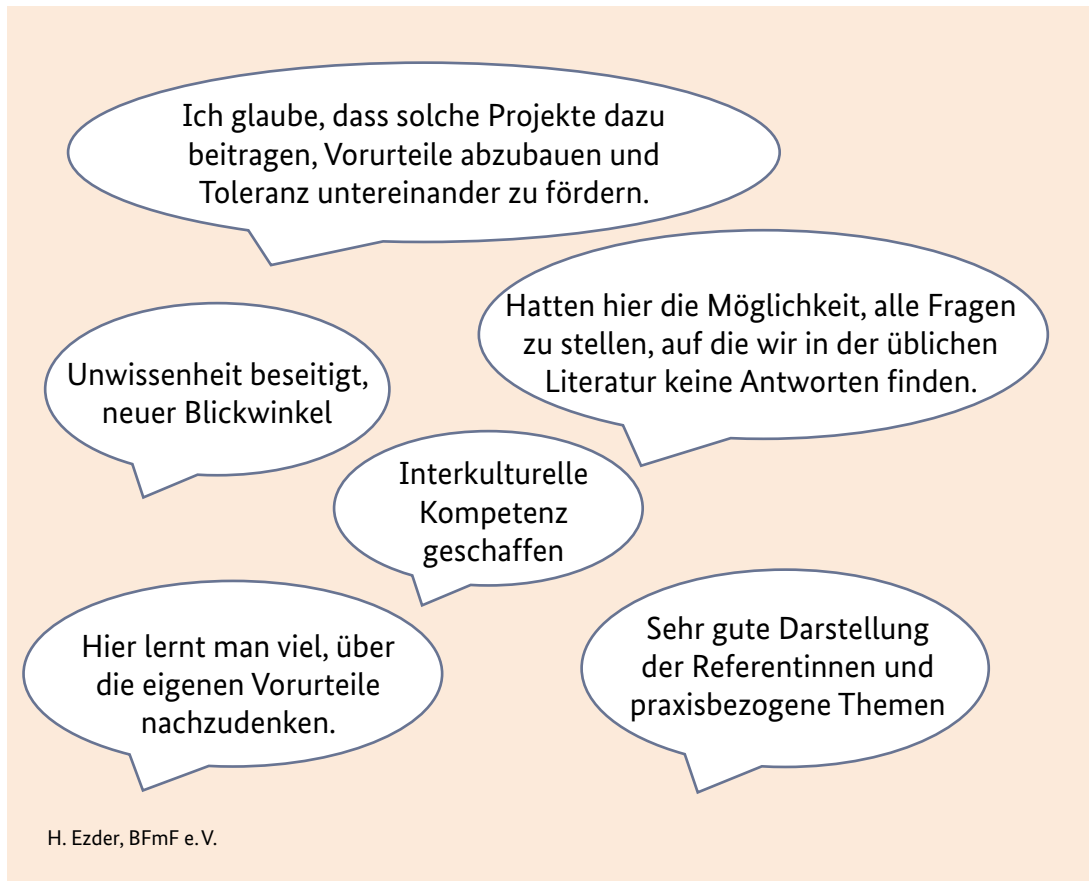 Ich glaube, dass solche Projekte dazu
beitragen, Vorurteile abzubauen und
Toleranz untereinander zu fördern.
Hatten hier die Möglichkeit, alle Fragen
zu stellen, auf die wir in der üblichen
Literatur keine Antworten finden.
Unwissenheit beseitigt,
neuer Blickwinkel
Interkulturelle
Kompetenz
geschaffen
Hier lernt man viel, über
die eigenen Vorurteile
nachzudenken.
Sehr gute Darstellung
der Referentinnen und
praxisbezogene Themen
H. Ezder, BFmF e. V.